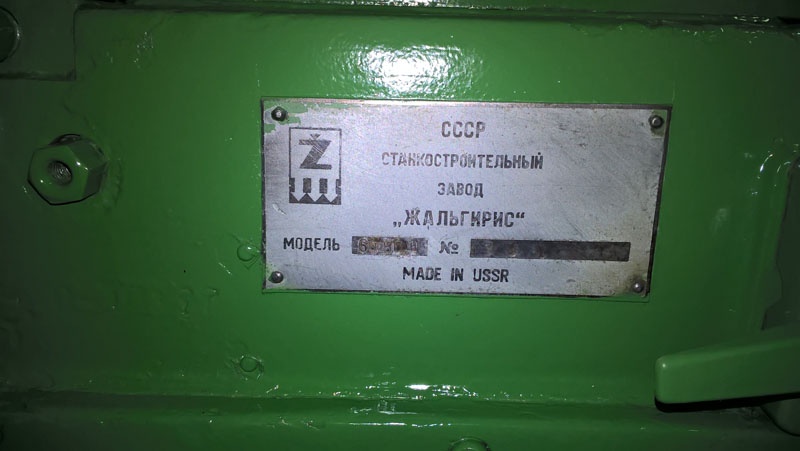 Ž
СССР
СТАНКОСТРОИТЕЛЬНЫЙ
ЗАВОД
„ЖАЛЬГИРИС“
МОДЕЛЬ №
MADE IN USSR